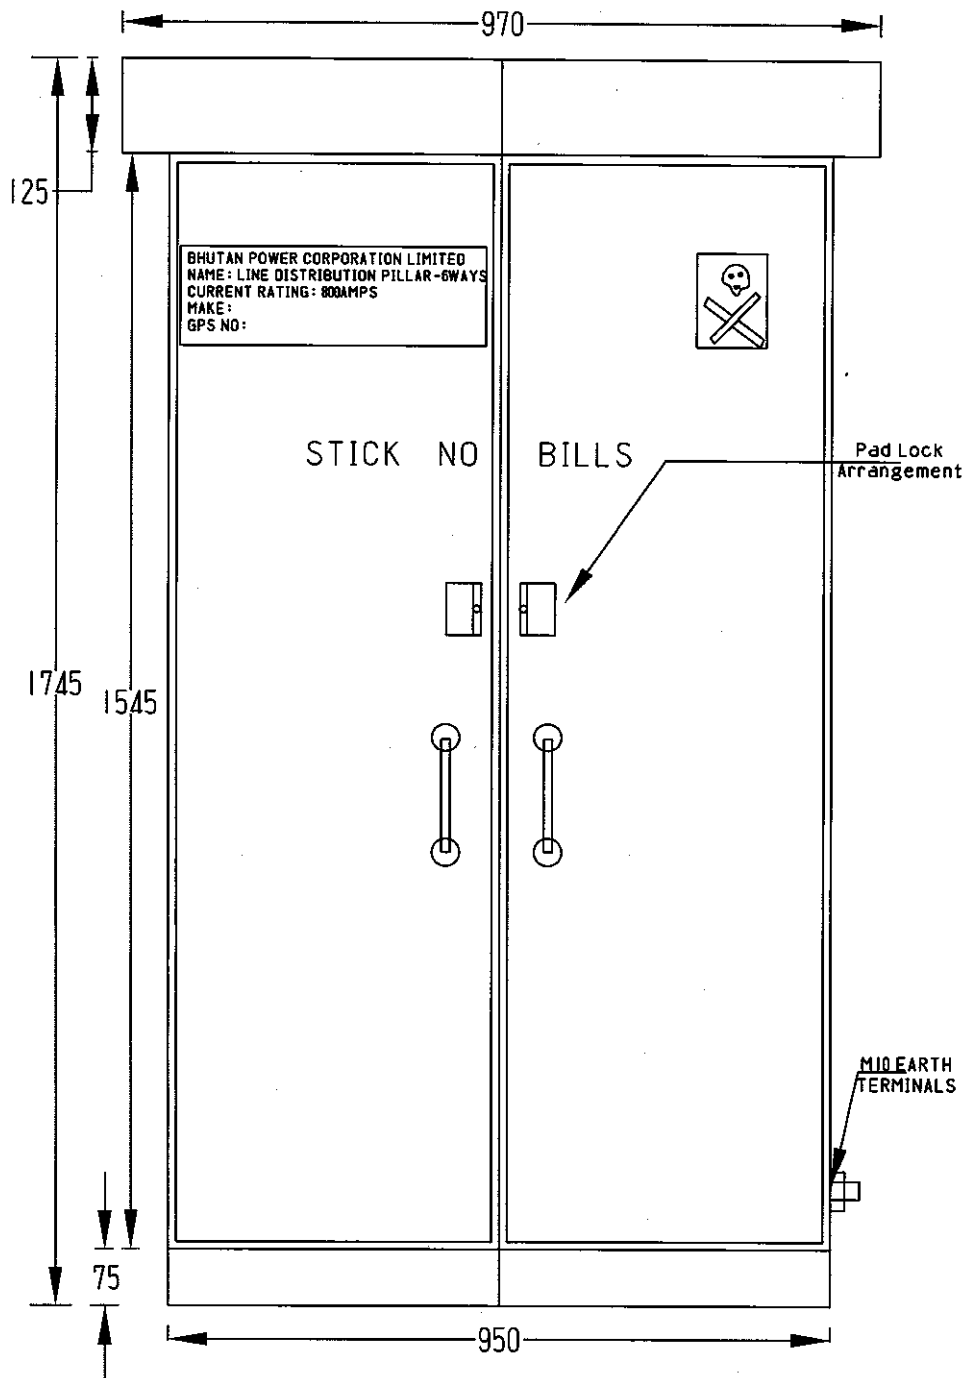 970
125
BHUTAN POWER CORPORATION LIMITED
NAME: LINE DISTRIBUTION PILLAR-6WAYS
CURRENT RATING: 800AMPS
MAKE:
GPS NO:
STICK NO BILLS
Pad Lock
Arrangement
1745
1545
M10 EARTH
TERMINALS
75
950